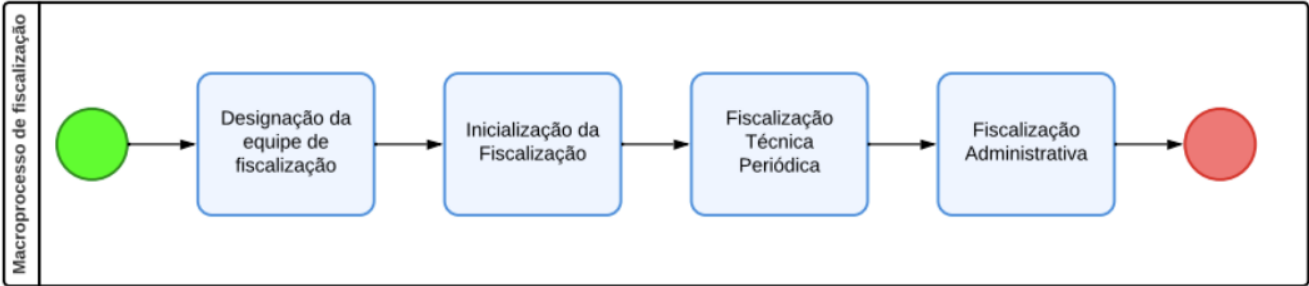 Macroprocesso de fiscalização
Designação da
equipe de
fiscalização
Inicialização da
Fiscalização
Fiscalização
Técnica
Periódica
Fiscalização
Administrativa